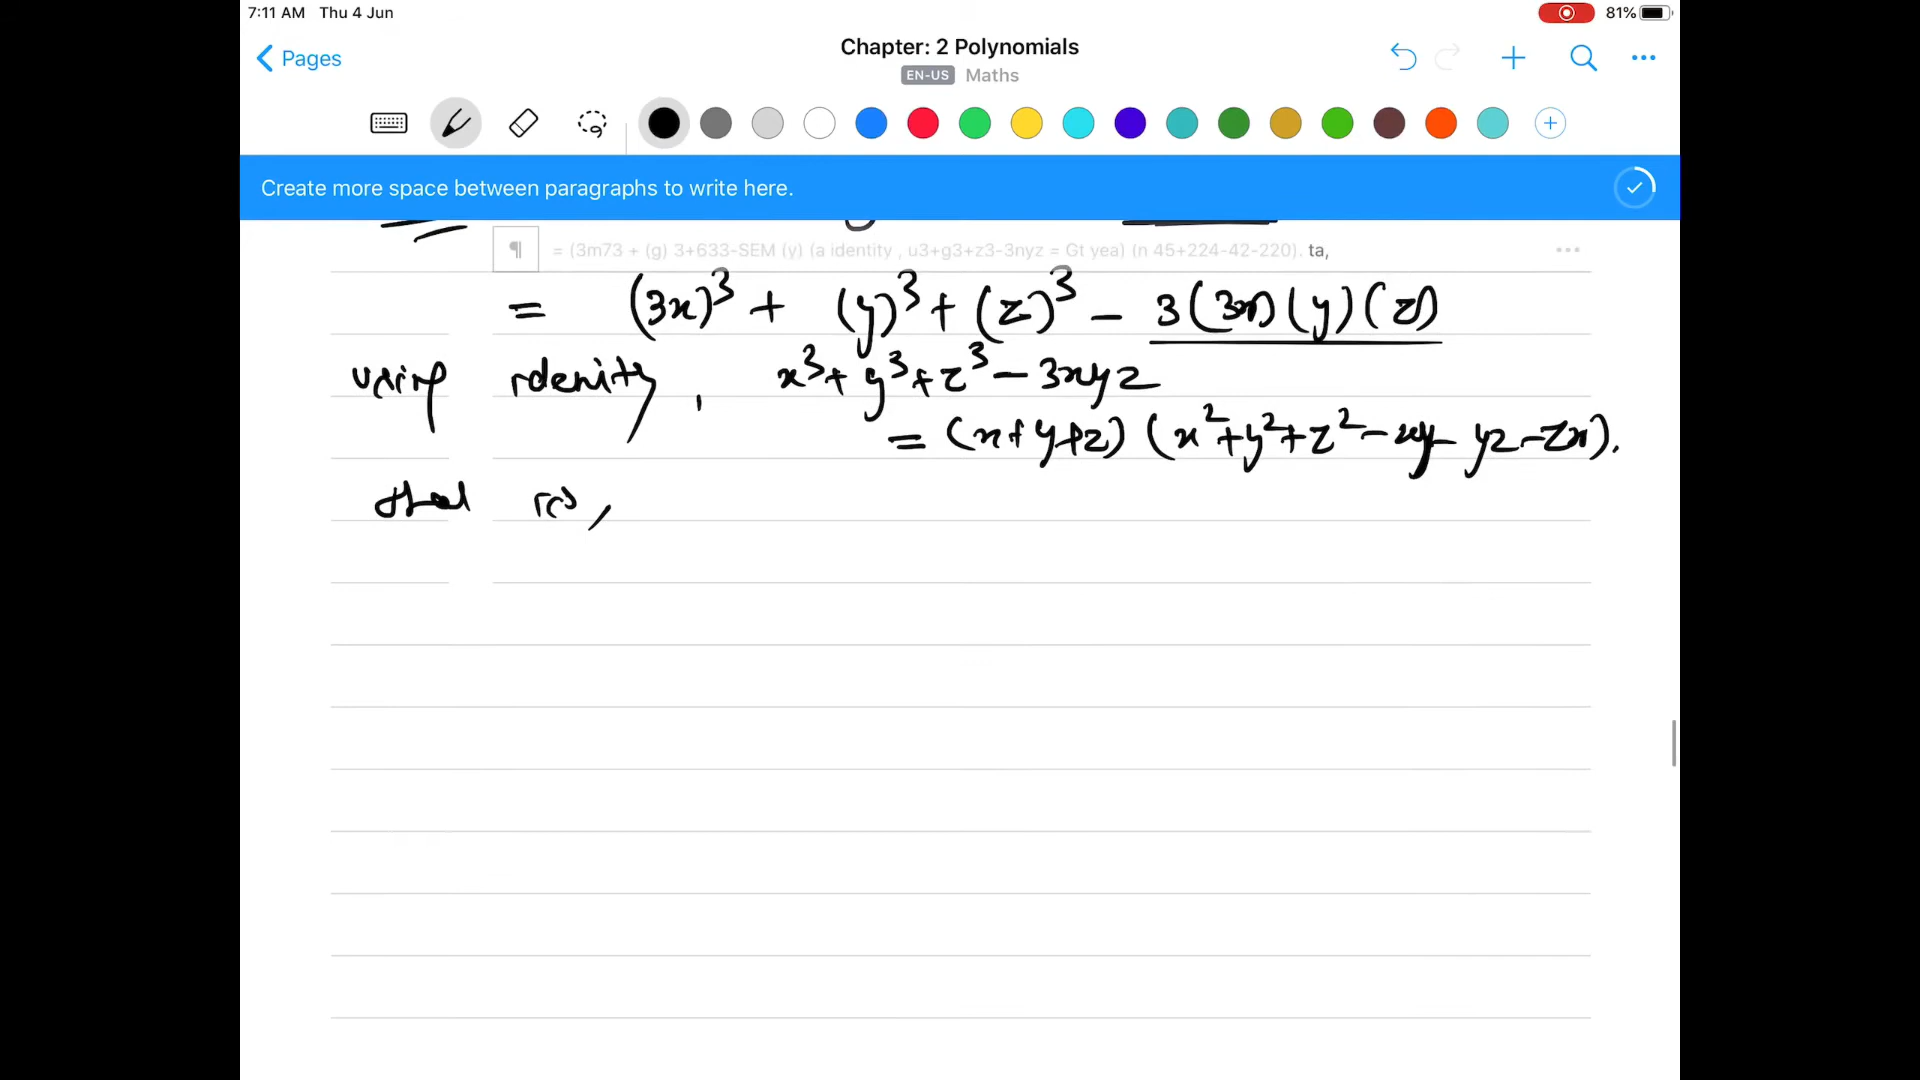 7:11 AM Thu 4 Jun
81%
Pages
Chapter: 2 Polynomials
EN-US Maths
Create more space between paragraphs to write here.
¶ = (3m73 + (g) 3+633-SEM (y) (a identity , u3+g3+z3-3nyz = Gt yea) (n 45+224-42-220). ta,
= (3x)³ + (y)³ + (z)³ - 3(3x)(y)(z)
using identity, x³+y³+z³-3xyz
= (x+y+z) (x²+y²+z²-xy-yz-zx).
that is,